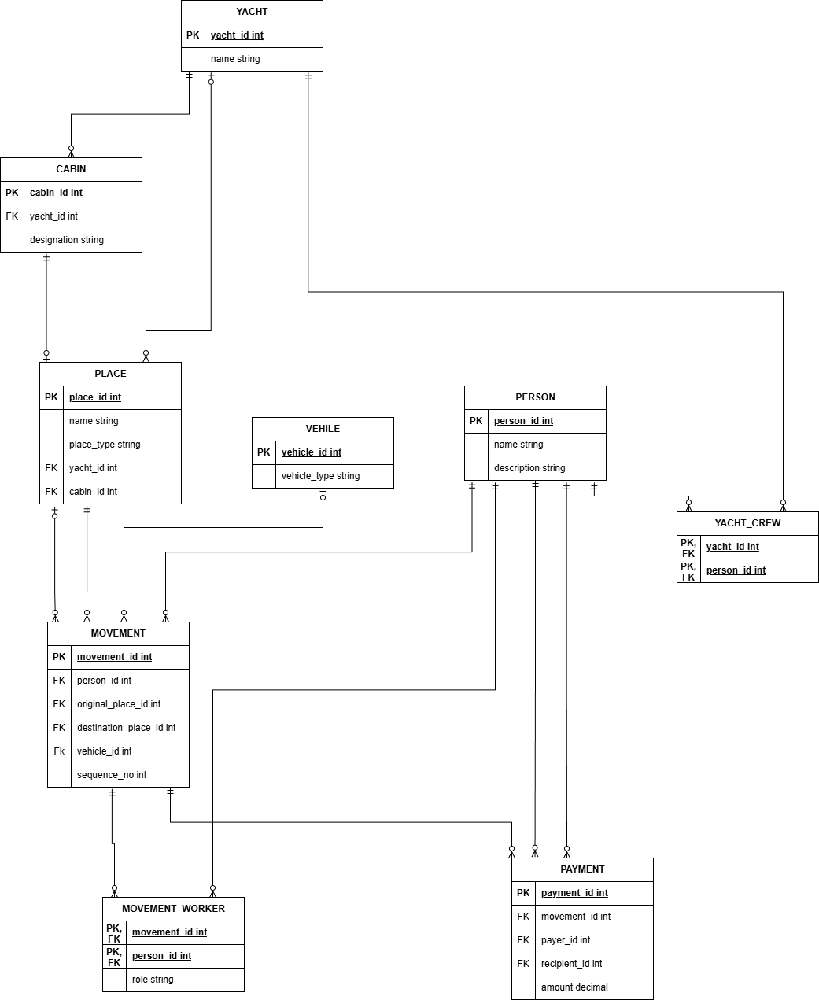 YACHT
PK yacht_id int
name string
CABIN
PK cabin_id int
FK yacht_id int
designation string
PLACE
PK place_id int
name string
place_type string
FK yacht_id int
FK cabin_id int
VEHILE
PK vehicle_id int
vehicle_type string
PERSON
PK person_id int
name string
description string
YACHT_CREW
PK,
FK yacht_id int
PK,
FK person_id int
MOVEMENT
PK movement_id int
FK person_id int
FK original_place_id int
FK destination_place_id int
Fk vehicle_id int
sequence_no int
MOVEMENT_WORKER
PK,
FK movement_id int
PK,
FK person_id int
role string
PAYMENT
PK payment_id int
FK movement_id int
FK payer_id int
FK recipient_id int
amount decimal